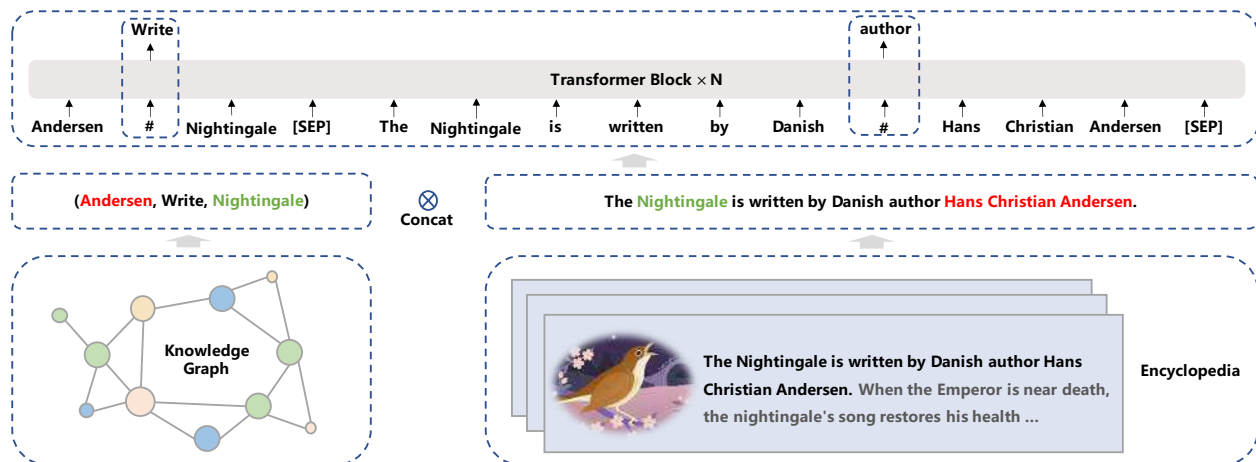 Write author
Transformer Block × N
Andersen # Nightingale [SEP] The Nightingale is written by Danish # Hans Christian Andersen [SEP]
(Andersen, Write, Nightingale)
Concat
The Nightingale is written by Danish author Hans Christian Andersen.
Knowledge
Graph
The Nightingale is written by Danish author Hans
Christian Andersen. When the Emperor is near death,
the nightingale's song restores his health ...
Encyclopedia